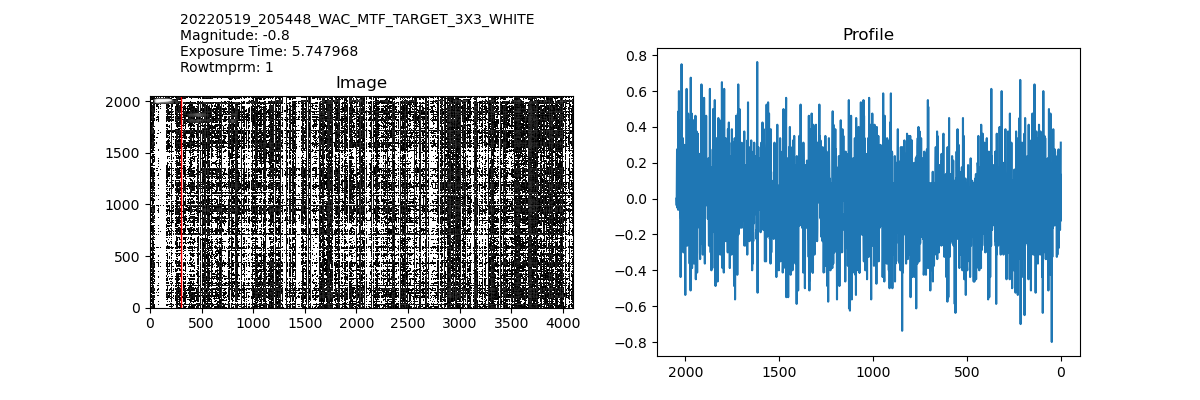 20220519_205448_WAC_MTF_TARGET_3X3_WHITE
Magnitude: -0.8
Exposure Time: 5.747968
Rowtmprm: 1
Image
2000
1500
1000
500
0
0 500 1000 1500 2000 2500 3000 3500 4000
Profile
0.8
0.6
0.4
0.2
0.0
−0.2
−0.4
−0.6
−0.8
2000 1500 1000 500 0